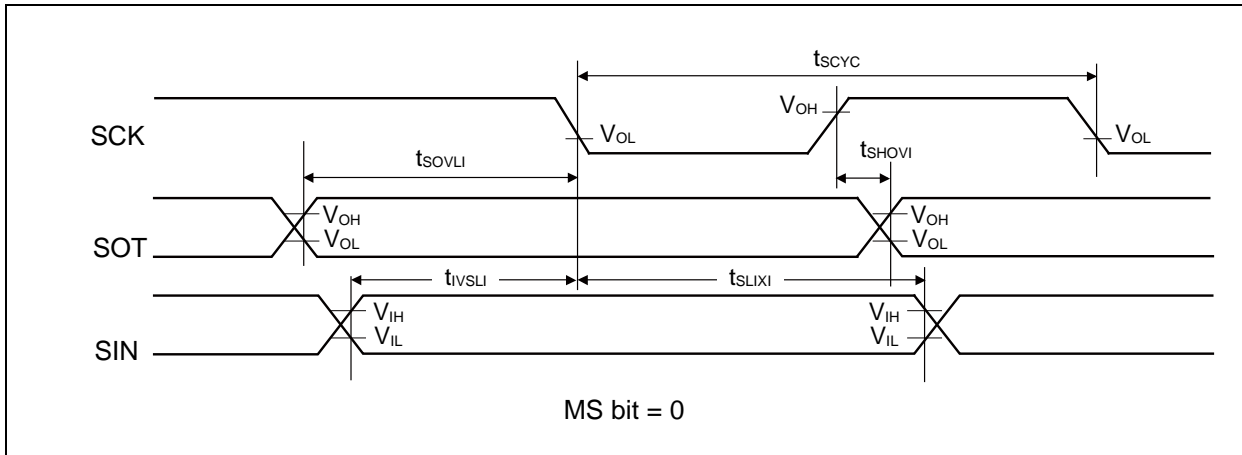 tSCYC
VOH
SCK
VOL
VOL
tSHOVI
tSOVLI
VOH
VOH
SOT
VOL
VOL
tIVSLI
tSLIXI
VIH
VIH
SIN
VIL
VIL
MS bit = 0